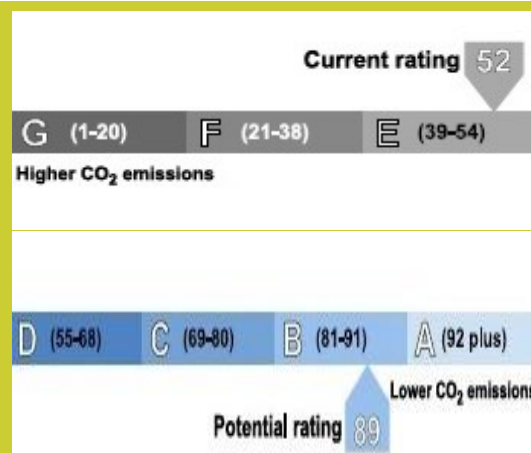 Current rating 52
G (1-20) F (21-38) E (39-54)
Higher CO2 emissions
D (55-68) C (69-80) B (81-91) A (92 plus)
Lower CO2 emissions
Potential rating 89